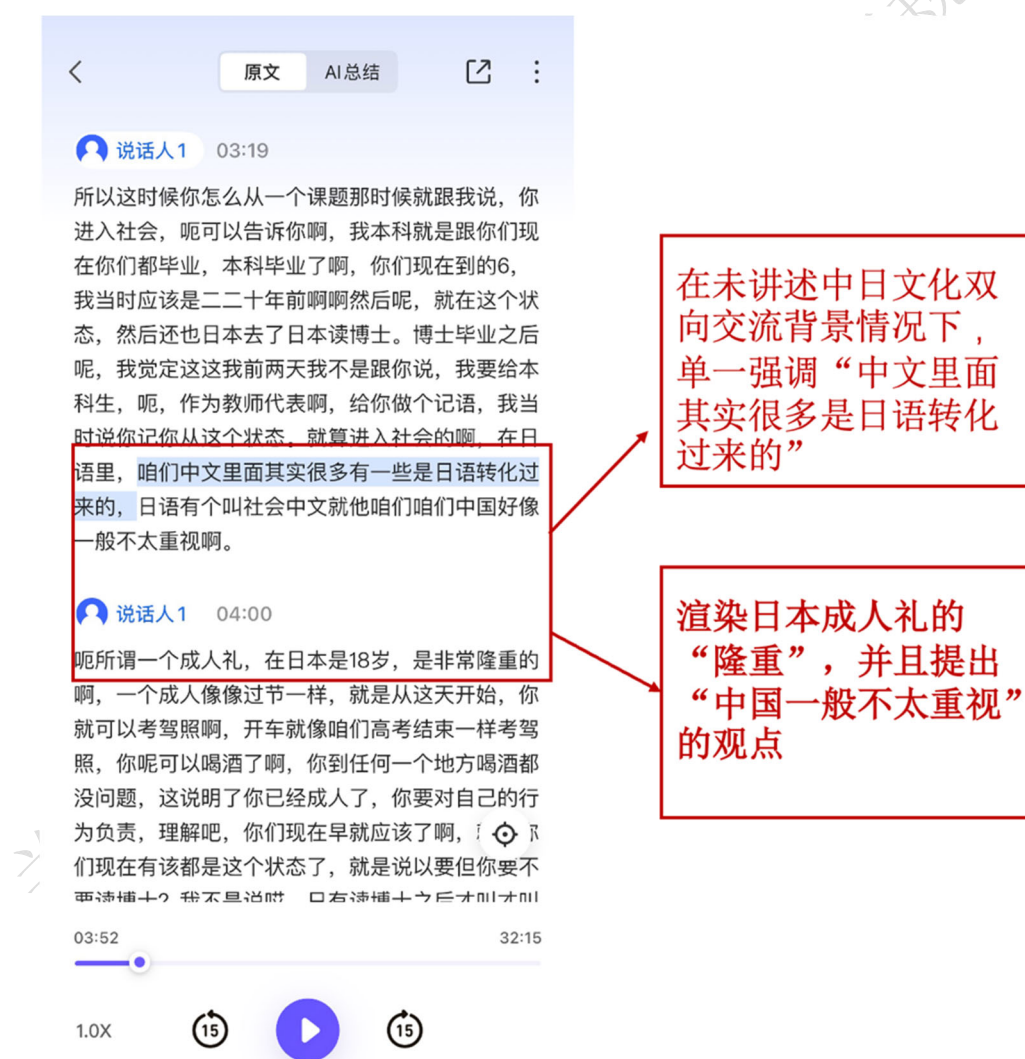 原文
AI总结
说话人1 03:19
所以这时候你怎么从一个课题那时候就跟我说，你
进入社会，呃可以告诉你啊，我本科就是跟你们现
在你们都毕业，本科毕业了啊，你们现在到的6，
我当时应该是二二十年前啊啊然后呢，就在这个状
态，然后还也日本去了日本读博士。博士毕业之后
呢，我觉定这这我前两天我不是跟你说，我要给本
科生，呃，作为教师代表啊，给你做个记语，我当
时说你记你从这个状态。就算进入社会的啊，在日
语里，咱们中文里面其实很多有一些是日语转化过
来的，日语有个叫社会中文就他咱们咱们中国好像
一般不太重视啊。
说话人1 04:00
呃所谓一个成人礼，在日本是18岁，是非常隆重的
啊，一个成人像像过节一样，就是从这天开始，你
就可以考驾照啊，开车就像咱们高考结束一样考驾
照，你呢可以喝酒了啊，你到任何一个地方喝酒都
没问题，这说明了你已经成人了，你要对自己的行
为负责，理解吧，你们现在早就应该了啊，
们现在有该都是这个状态了，就是说以要但你要不
要读博士？我不是说哎，只有读博士之后才叫才叫
03:52
32:15
1.0X
15
15
在未讲述中日文化双
向交流背景情况下，
单一强调“中文里面
其实很多是日语转化
过来的”
渲染日本成人礼的
“隆重”，并且提出
“中国一般不太重视”
的观点